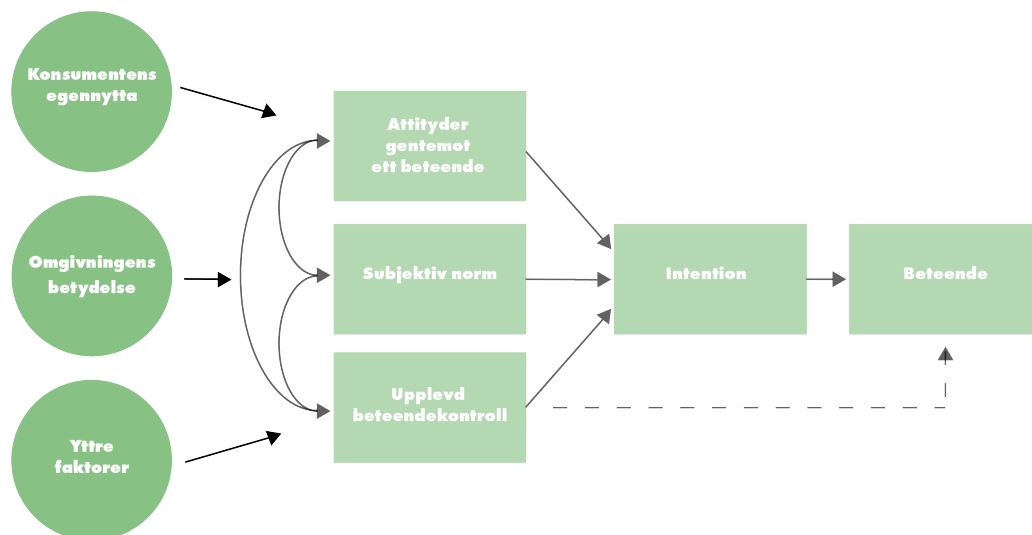 Konsumentens
egennytta
Omgivningens
betydelse
Yttre
faktorer
Attityder
gentemot
ett beteende
Subjektiv norm
Upplevd
beteendekontroll
Intention
Beteende